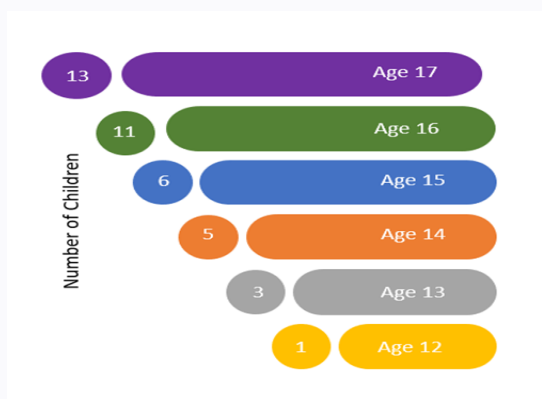 13 Age 17
11 Age 16
6 Age 15
5 Age 14
3 Age 13
1 Age 12
Number of Children